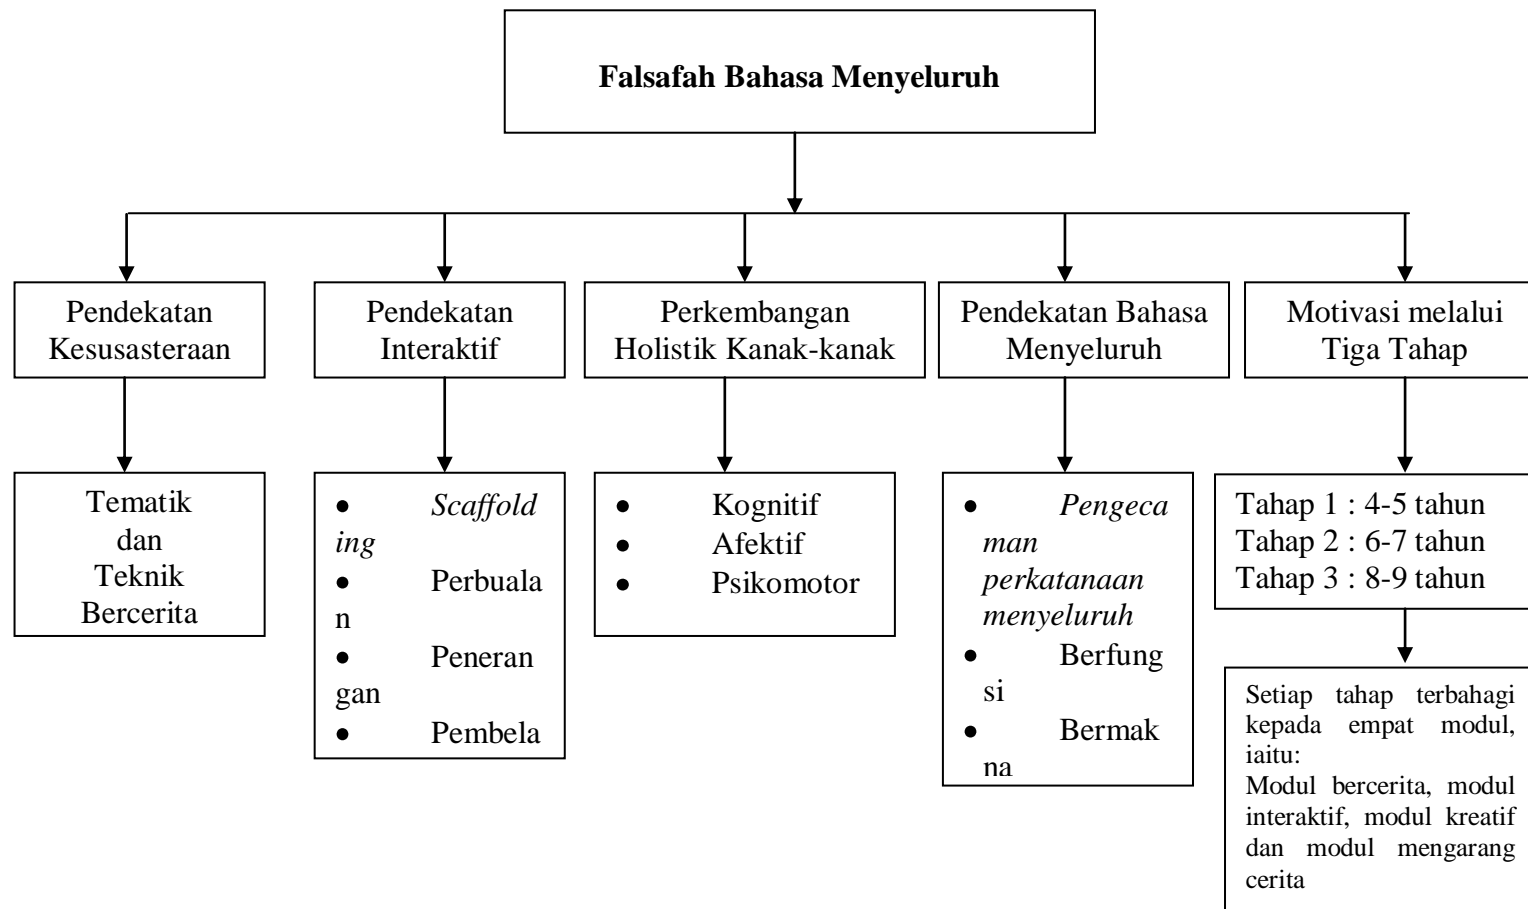 Falsafah Bahasa Menyeluruh
Pendekatan
Kesusasteraan
Pendekatan
Interaktif
Perkembangan
Holistik Kanak-kanak
Pendekatan Bahasa
Menyeluruh
Motivasi melalui
Tiga Tahap
Tematik
dan
Teknik
Bercerita
• Scaffold
ing
• Perbuala
n
• Peneran
gan
• Pembela
• Kognitif
• Afektif
• Psikomotor
• Pengeca
man
perkatanaan
menyeluruh
• Berfung
si
• Bermak
na
Tahap 1 : 4-5 tahun
Tahap 2 : 6-7 tahun
Tahap 3 : 8-9 tahun
Setiap tahap terbahagi
kepada empat modul,
iaitu:
Modul bercerita, modul
interaktif, modul kreatif
dan modul mengarang
cerita